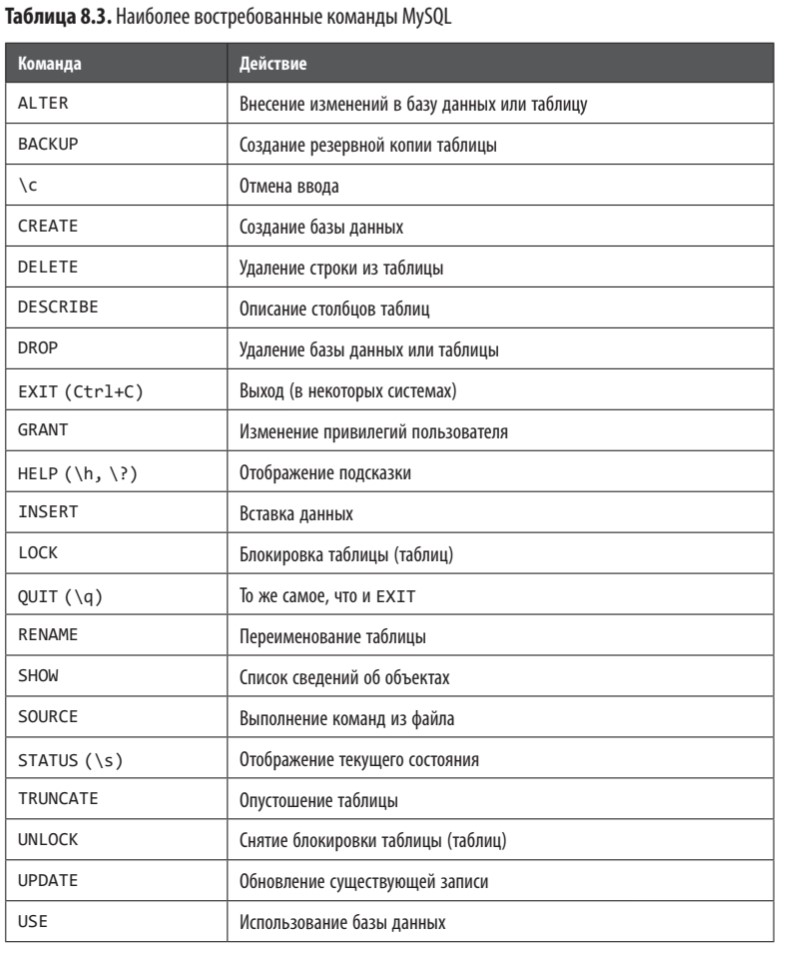 Таблица 8.3. Наиболее востребованные команды MySQL
Команда Действие
ALTER Внесение изменений в базу данных или таблицу
BACKUP Создание резервной копии таблицы
\c Отмена ввода
CREATE Создание базы данных
DELETE Удаление строки из таблицы
DESCRIBE Описание столбцов таблиц
DROP Удаление базы данных или таблицы
EXIT (Ctrl+C) Выход (в некоторых системах)
GRANT Изменение привилегий пользователя
HELP (\h, \?) Отображение подсказки
INSERT Вставка данных
LOCK Блокировка таблицы (таблиц)
QUIT (\q) То же самое, что и EXIT
RENAME Переименование таблицы
SHOW Список сведений об объектах
SOURCE Выполнение команд из файла
STATUS (\s) Отображение текущего состояния
TRUNCATE Опустошение таблицы
UNLOCK Снятие блокировки таблицы (таблиц)
UPDATE Обновление существующей записи
USE Использование базы данных